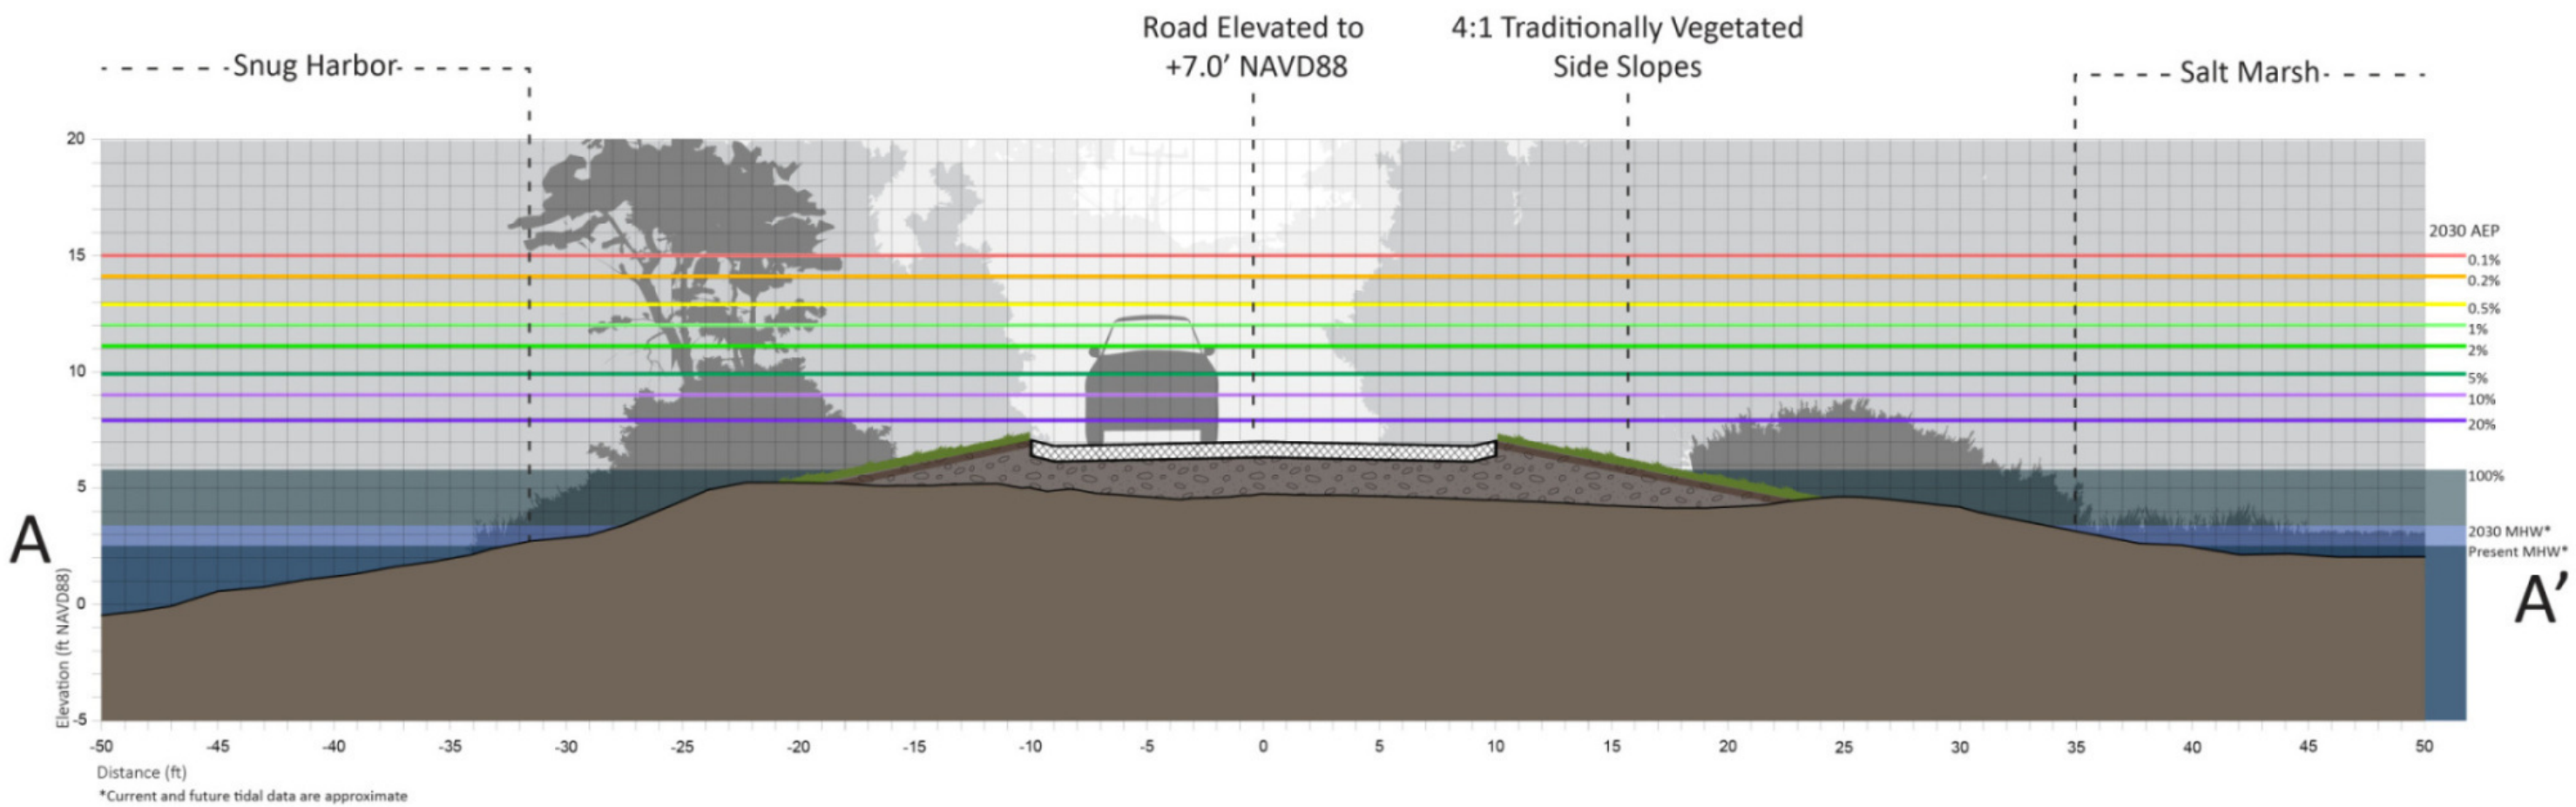 Road Elevated to
+7.0’ NAVD88
4:1 Traditionally Vegetated
Side Slopes
Snug Harbor
Salt Marsh
20
15
10
5
0
-5
Elevation (ft NAVD88)
2030 AEP
0.1%
0.2%
0.5%
1%
2%
5%
10%
20%
100%
2030 MHW*
Present MHW*
A
A’
-50 -45 -40 -35 -30 -25 -20 -15 -10 -5 0 5 10 15 20 25 30 35 40 45 50
Distance (ft)
*Current and future tidal data are approximate